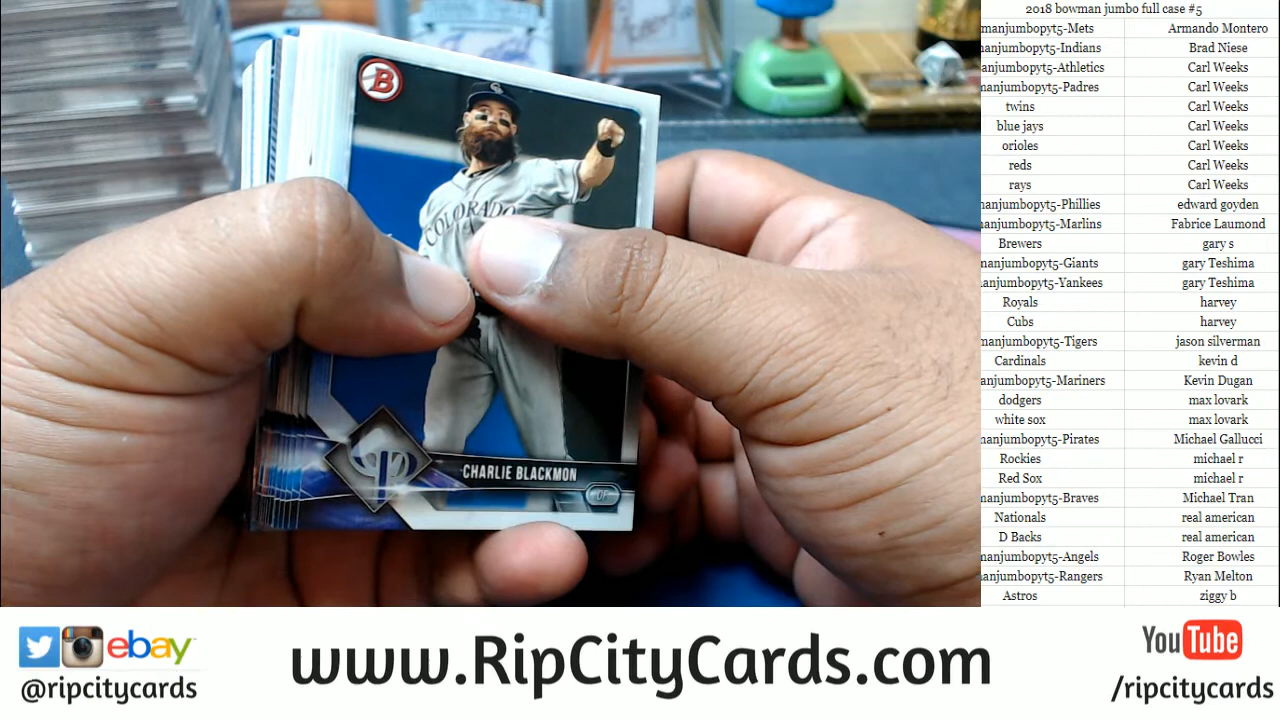 2018 bowman jumbo full case #5
manjumbopyt5-Mets Armando Montero
manjumbopyt5-Indians Brad Niese
anjumbopyt5-Athletics Carl Weeks
manjumbopyt5-Padres Carl Weeks
twins Carl Weeks
blue jays Carl Weeks
orioles Carl Weeks
reds Carl Weeks
rays Carl Weeks
manjumbopyt5-Phillies edward goyden
manjumbopyt5-Marlins Fabrice Laumond
Brewers gary s
manjumbopyt5-Giants gary Teshima
manjumbopyt5-Yankees gary Teshima
Royals harvey
Cubs harvey
manjumbopyt5-Tigers jason silverman
Cardinals kevin d
anjumbopyt5-Mariners Kevin Dugan
dodgers max lovark
white sox max lovark
manjumbopyt5-Pirates Michael Gallucci
Rockies michael r
Red Sox michael r
manjumbopyt5-Braves Michael Tran
Nationals real american
D Backs real american
manjumbopyt5-Angels Roger Bowles
anjumbopyt5-Rangers Ryan Melton
Astros ziggy b
B
COLORADO
CHARLIE BLACKMON
OF
ebay
@ripcitycards
www.RipCityCards.com
YouTube
/ripcitycards